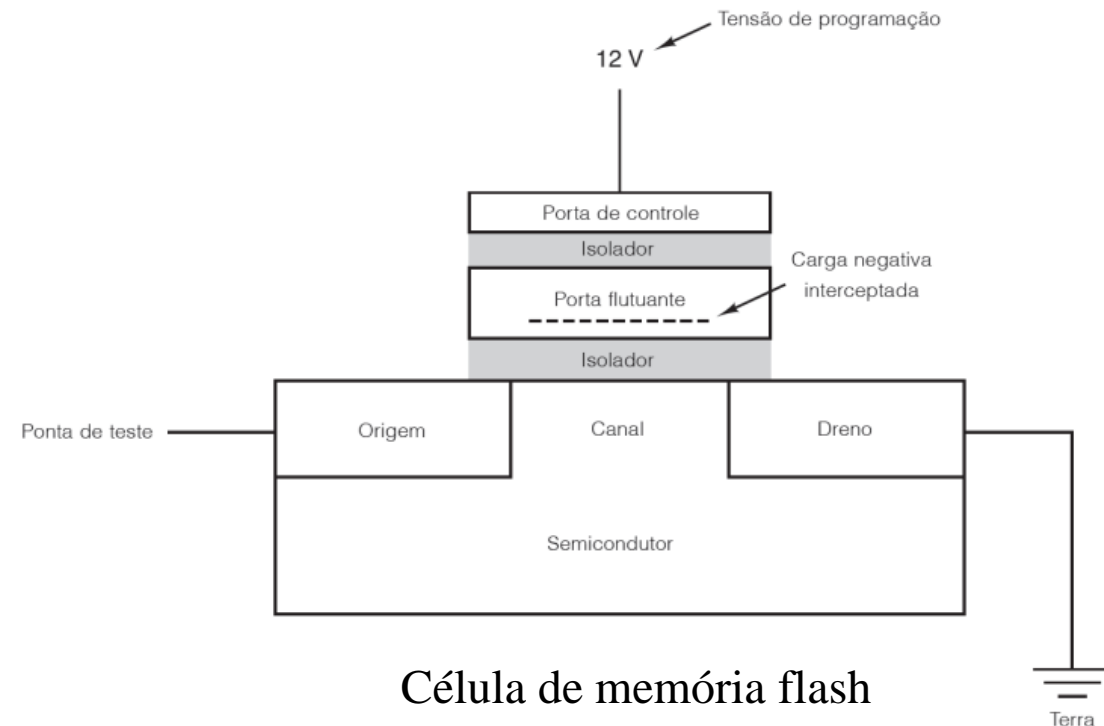 Tensão de programação
12 V
Porta de controle
Isolador
Carga negativa
interceptada
Porta flutuante
Isolador
Ponta de teste
Origem
Canal
Dreno
Semicondutor
Célula de memória flash
Terra